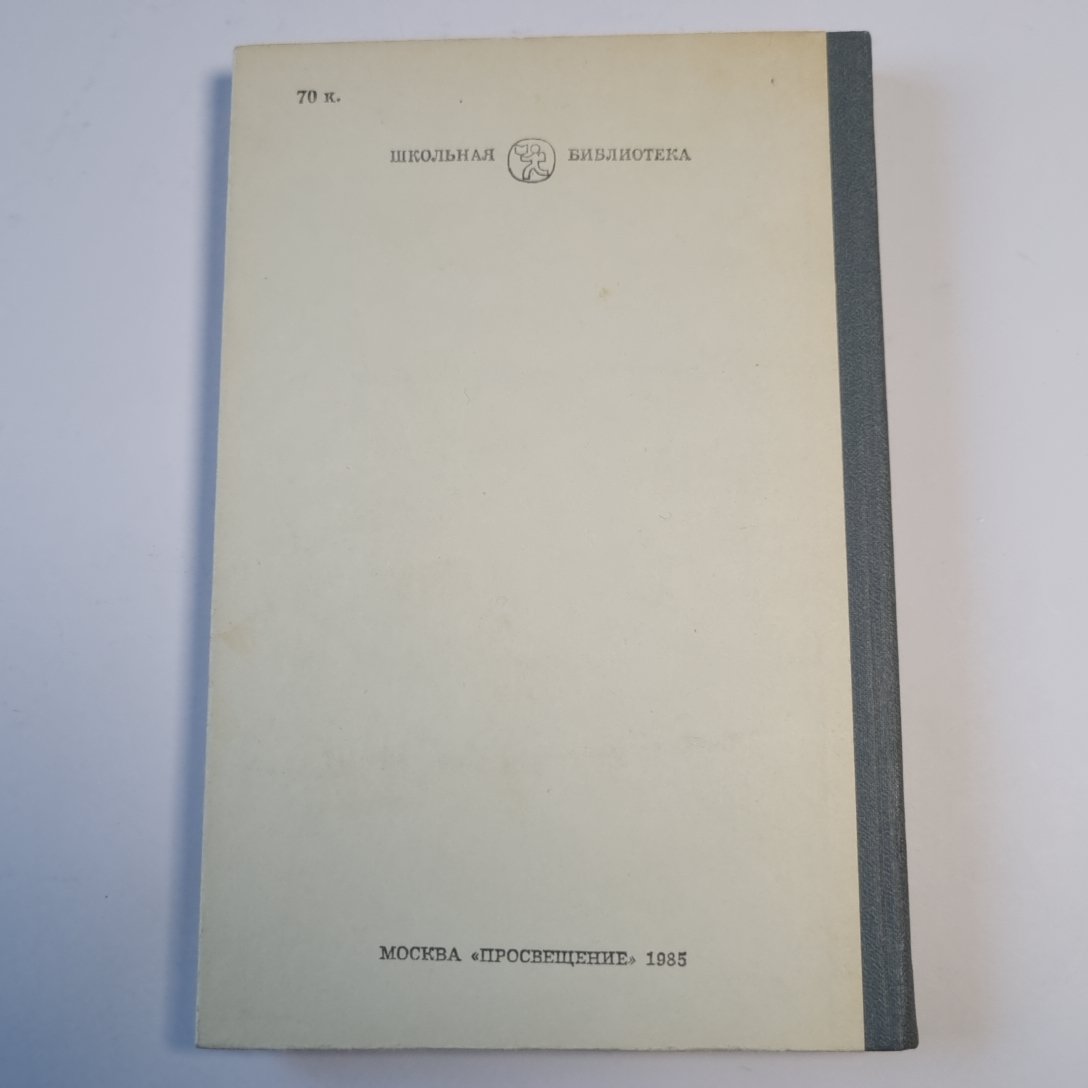 70 к.
ШКОЛЬНАЯ БИБЛИОТЕКА
МОСКВА «ПРОСВЕЩЕНИЕ» 1985